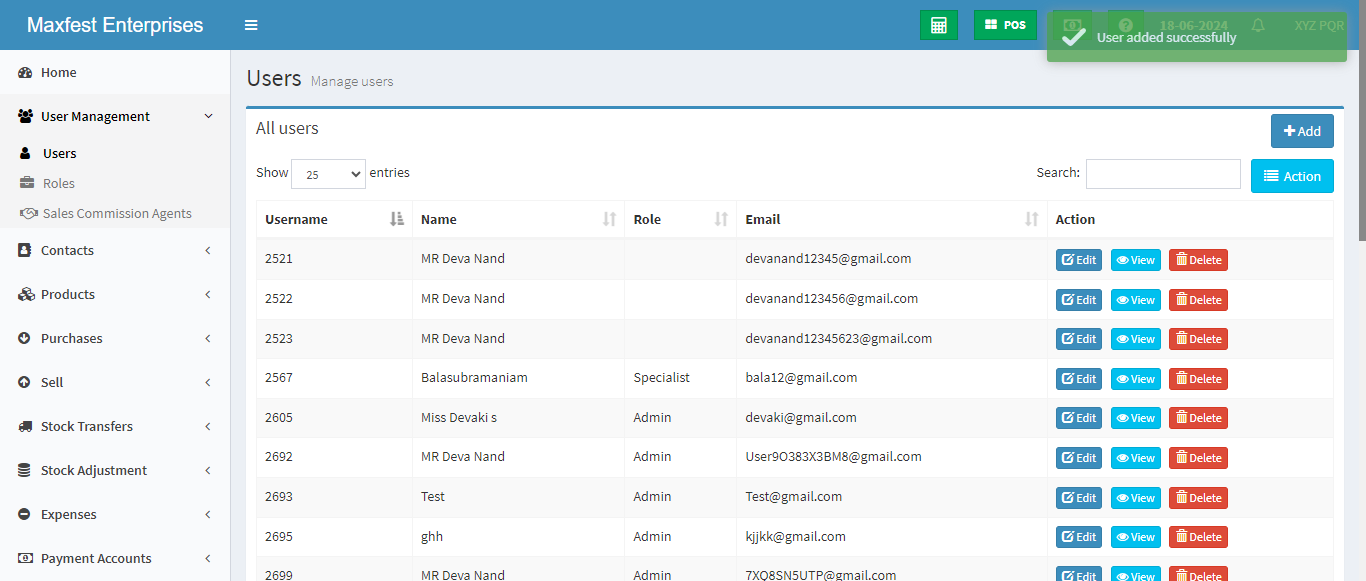 Maxfest Enterprises
POS
18-06-2024
XYZ PQR
User added successfully
Home
User Management
Users
Roles
Sales Commission Agents
Contacts
Products
Purchases
Sell
Stock Transfers
Stock Adjustment
Expenses
Payment Accounts
Users Manage users
All users
Add
Show 25 entries
Search:
Action
Username Name Role Email Action
2521 MR Deva Nand devanand12345@gmail.com Edit View Delete
2522 MR Deva Nand devanand123456@gmail.com Edit View Delete
2523 MR Deva Nand devanand12345623@gmail.com Edit View Delete
2567 Balasubramaniam Specialist bala12@gmail.com Edit View Delete
2605 Miss Devaki s Admin devaki@gmail.com Edit View Delete
2692 MR Deva Nand Admin User9O383X3BM8@gmail.com Edit View Delete
2693 Test Admin Test@gmail.com Edit View Delete
2695 ghh Admin kjjkk@gmail.com Edit View Delete
2699 MR Deva Nand Admin 7XQ8SN5UTP@gmail.com Edit View Delete